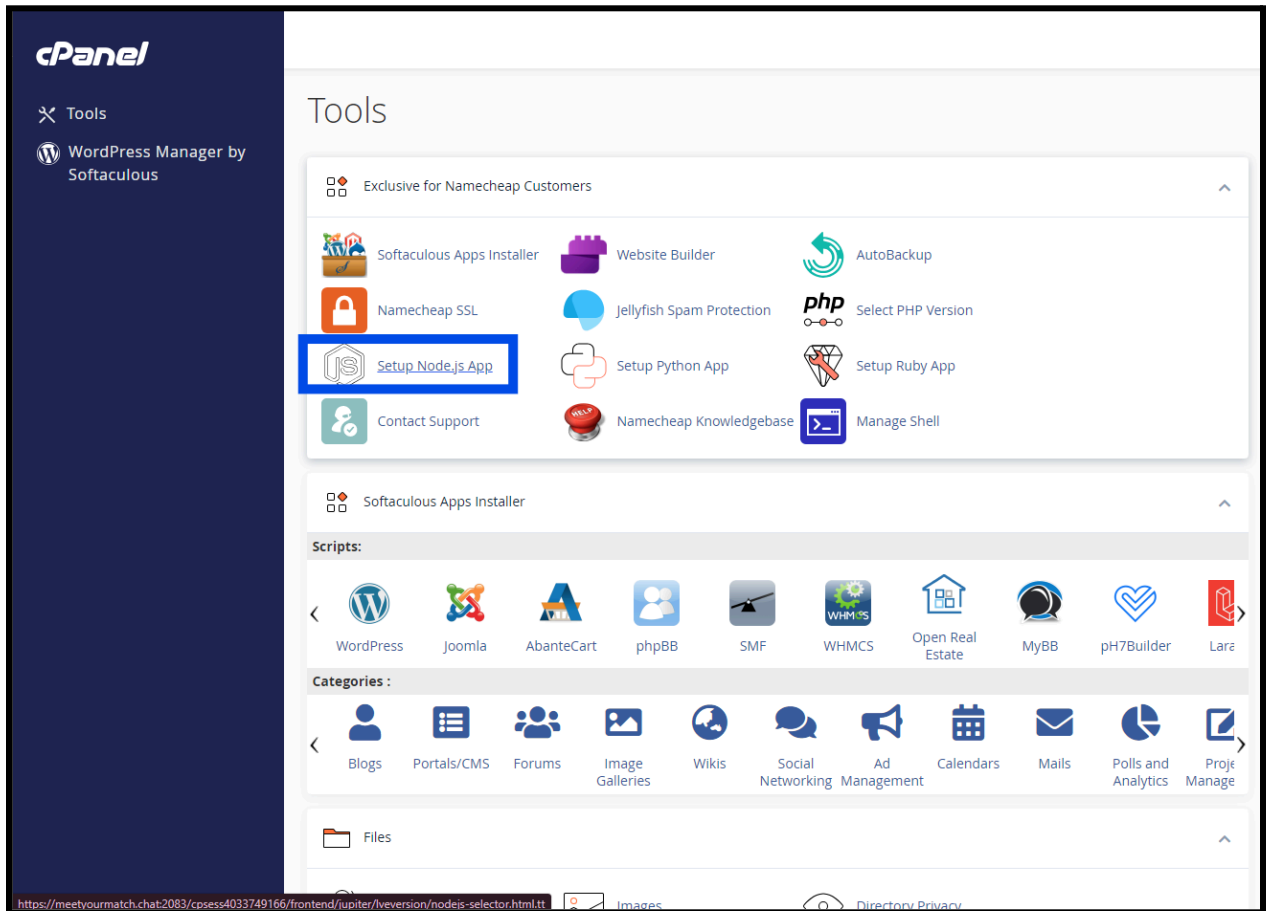 cPanel
Tools
WordPress Manager by
Softaculous
Tools
Exclusive for Namecheap Customers
Softaculous Apps Installer
Website Builder
AutoBackup
Namecheap SSL
Jellyfish Spam Protection
php
Select PHP Version
JS
Setup Node.js App
Setup Python App
Setup Ruby App
Contact Support
HELP
Namecheap Knowledgebase
Manage Shell
Softaculous Apps Installer
Scripts:
WHMCS
WordPress
Joomla
AbanteCart
phpBB
SMF
WHMCS
Open Real
Estate
MyBB
pH7Builder
Lara
Categories :
Blogs
Portals/CMS
Forums
Image
Galleries
Wikis
Social
Networking
Ad
Management
Calendars
Mails
Polls and
Analytics
Proje
Manage
Files
Images
Directory Privacy
https://meetyourmatch.chat:2083/cpsess4033749166/frontend/jupiter/lveversion/nodejs-selector.html.tt